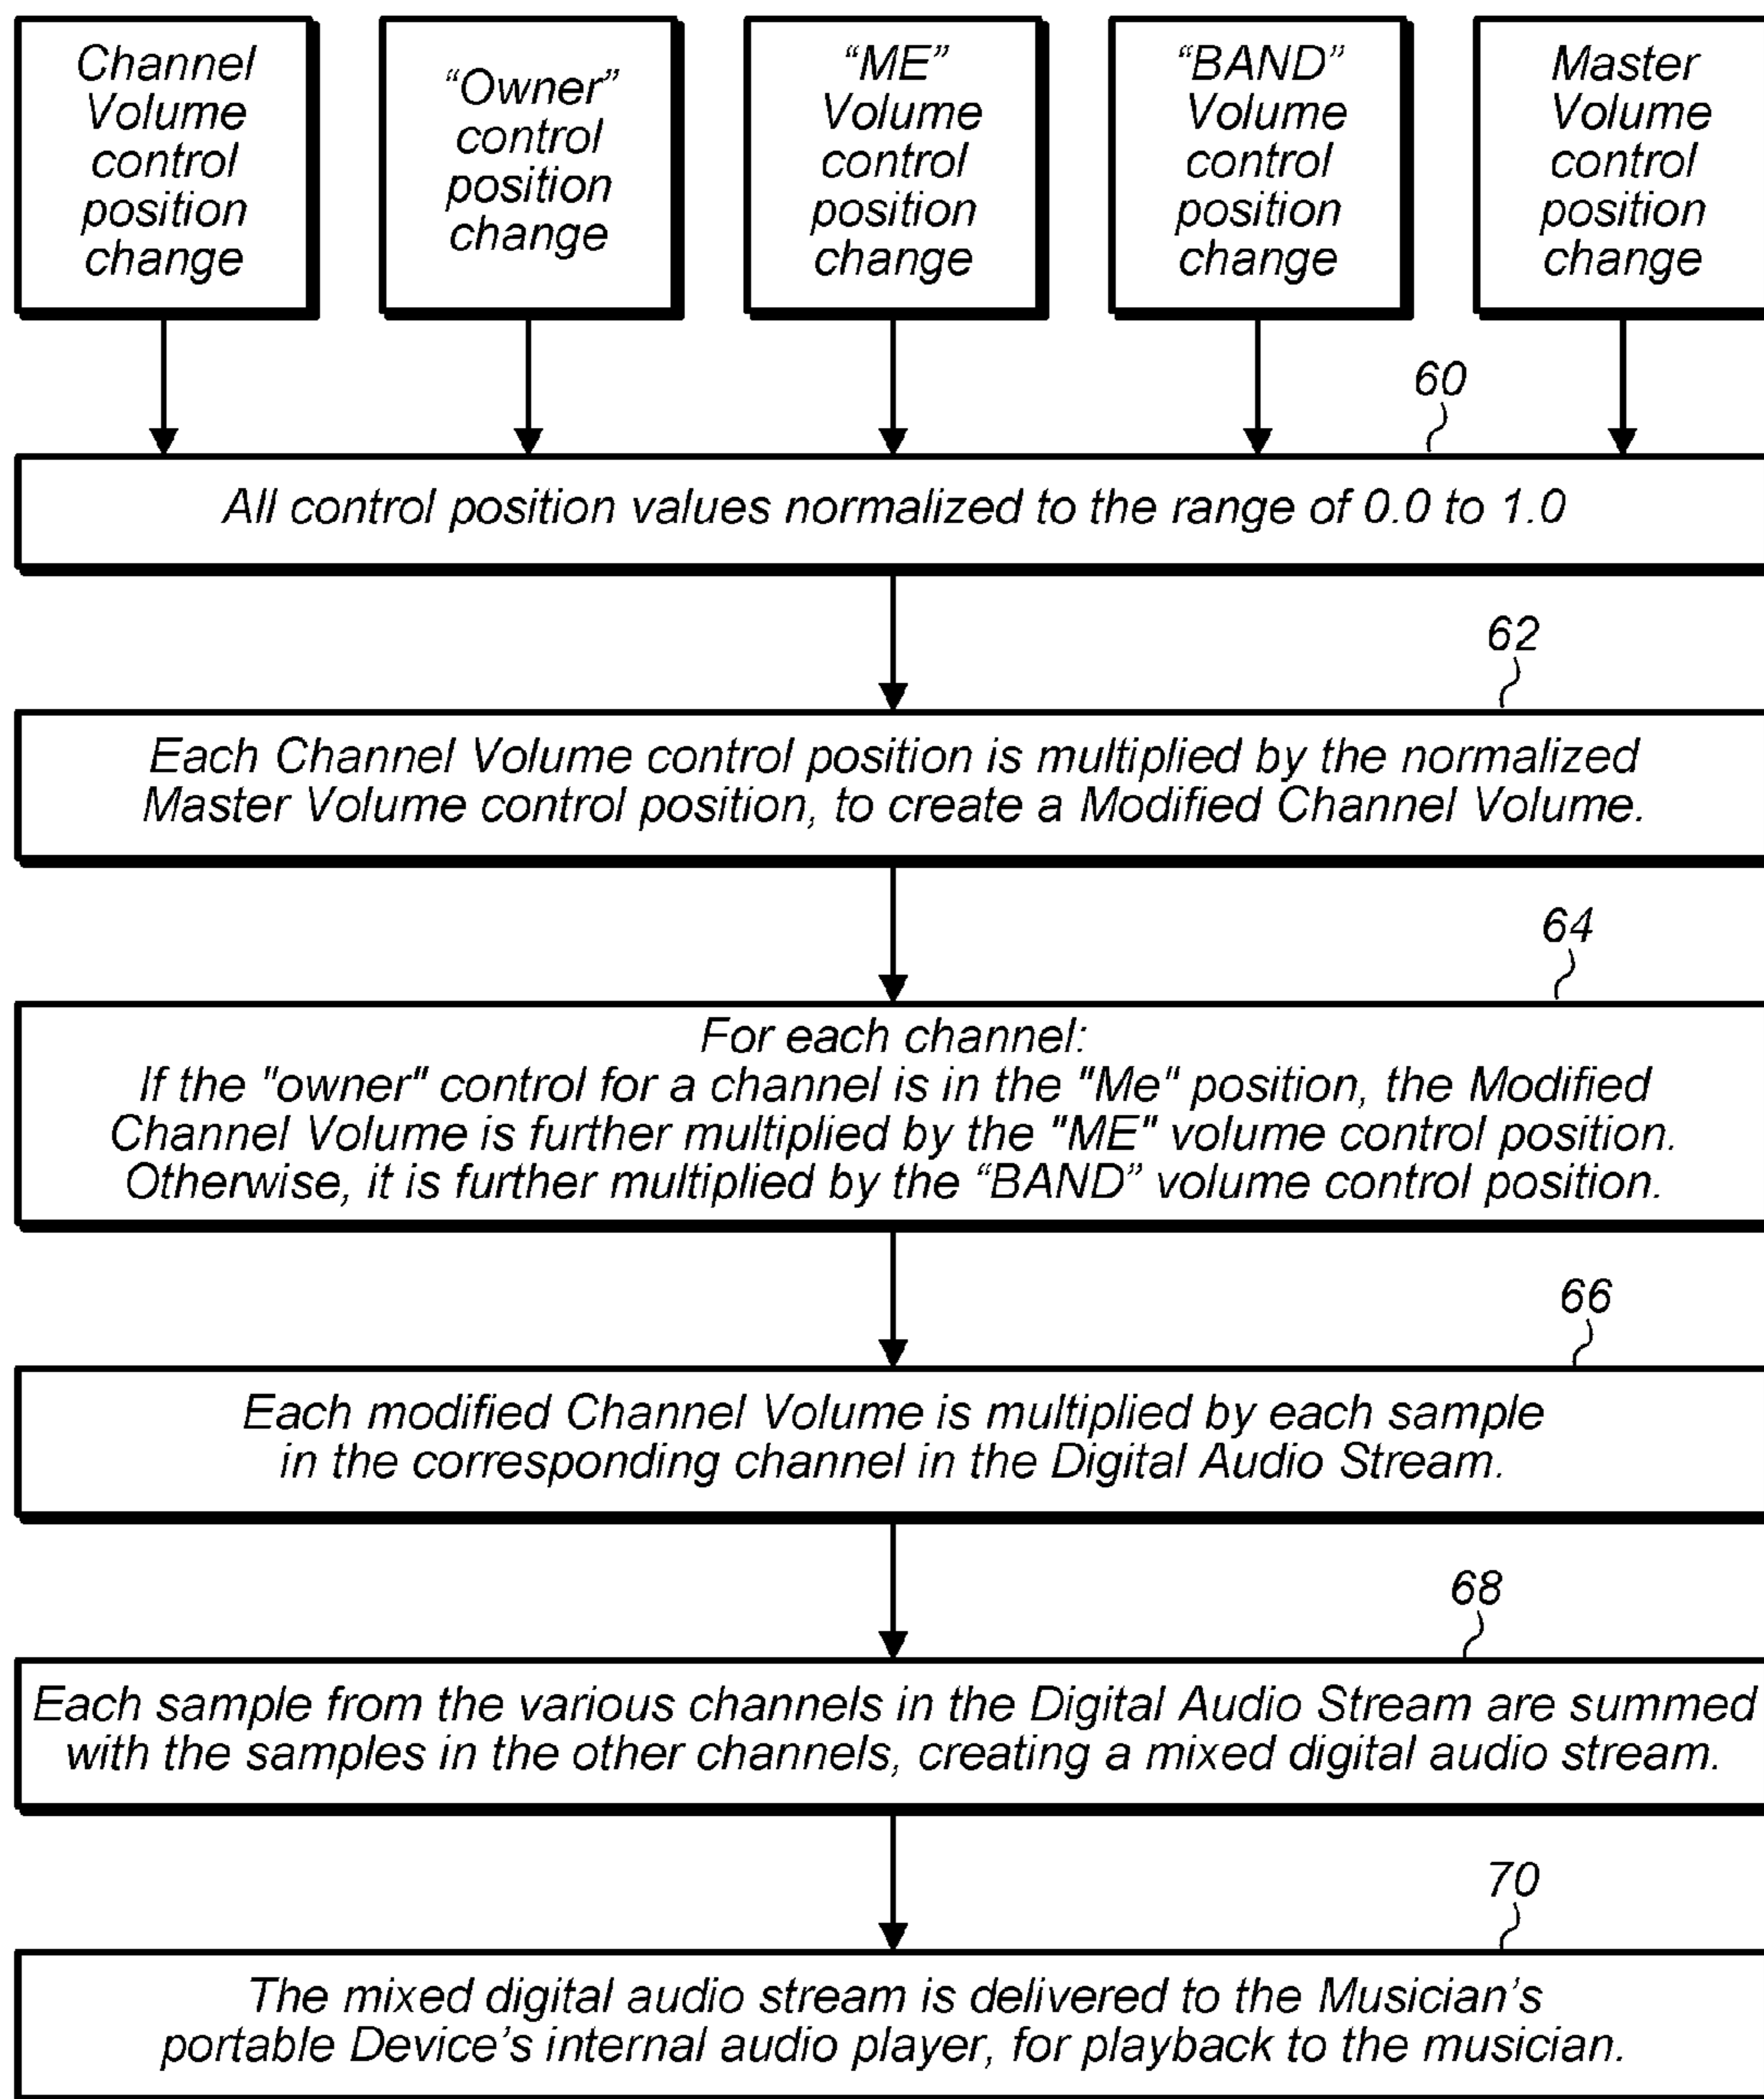 Channel
Volume
control
position
change
“Owner”
control
position
change
“ME”
Volume
control
position
change
“BAND”
Volume
control
position
change
Master
Volume
control
position
change
60
All control position values normalized to the range of 0.0 to 1.0
62
Each Channel Volume control position is multiplied by the normalized
Master Volume control position, to create a Modified Channel Volume.
64
For each channel:
If the "owner" control for a channel is in the "Me" position, the Modified
Channel Volume is further multiplied by the "ME" volume control position.
Otherwise, it is further multiplied by the “BAND” volume control position.
66
Each modified Channel Volume is multiplied by each sample
in the corresponding channel in the Digital Audio Stream.
68
Each sample from the various channels in the Digital Audio Stream are summed
with the samples in the other channels, creating a mixed digital audio stream.
70
The mixed digital audio stream is delivered to the Musician’s
portable Device’s internal audio player, for playback to the musician.